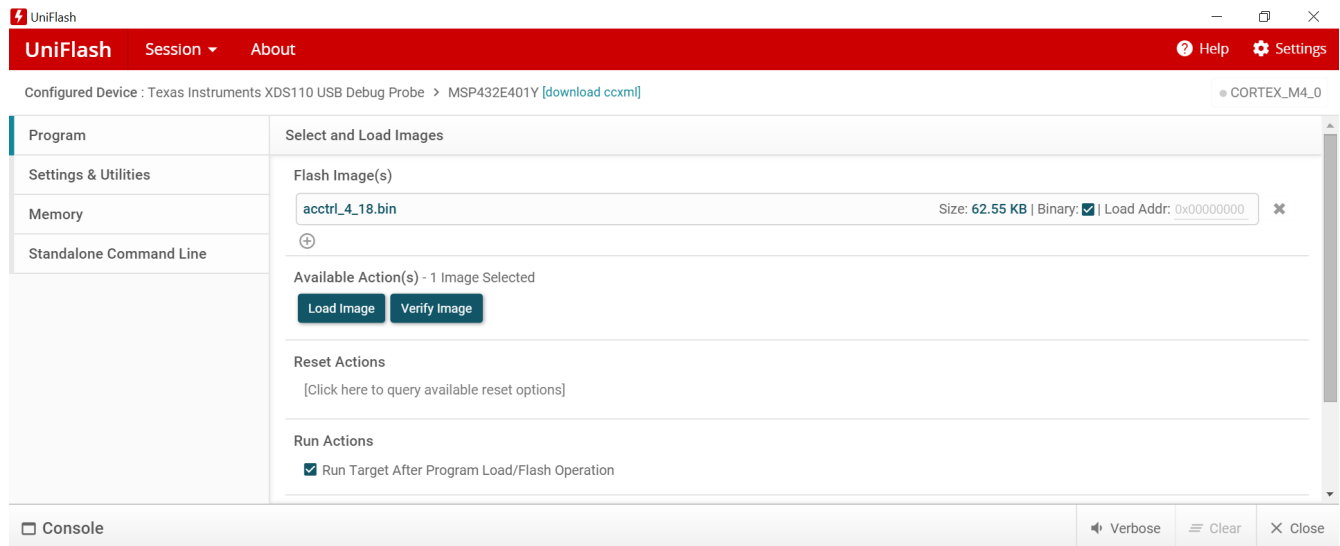 UniFlash
UniFlash Session About Help Settings
Configured Device : Texas Instruments XDS110 USB Debug Probe > MSP432E401Y [download ccxml] CORTEX_M4_0
Program
Settings & Utilities
Memory
Standalone Command Line
Select and Load Images
Flash Image(s)
acctrl_4_18.bin Size: 62.55 KB | Binary: | Load Addr: 0x00000000
Available Action(s) - 1 Image Selected
Load Image Verify Image
Reset Actions
[Click here to query available reset options]
Run Actions
Run Target After Program Load/Flash Operation
Console Verbose Clear Close